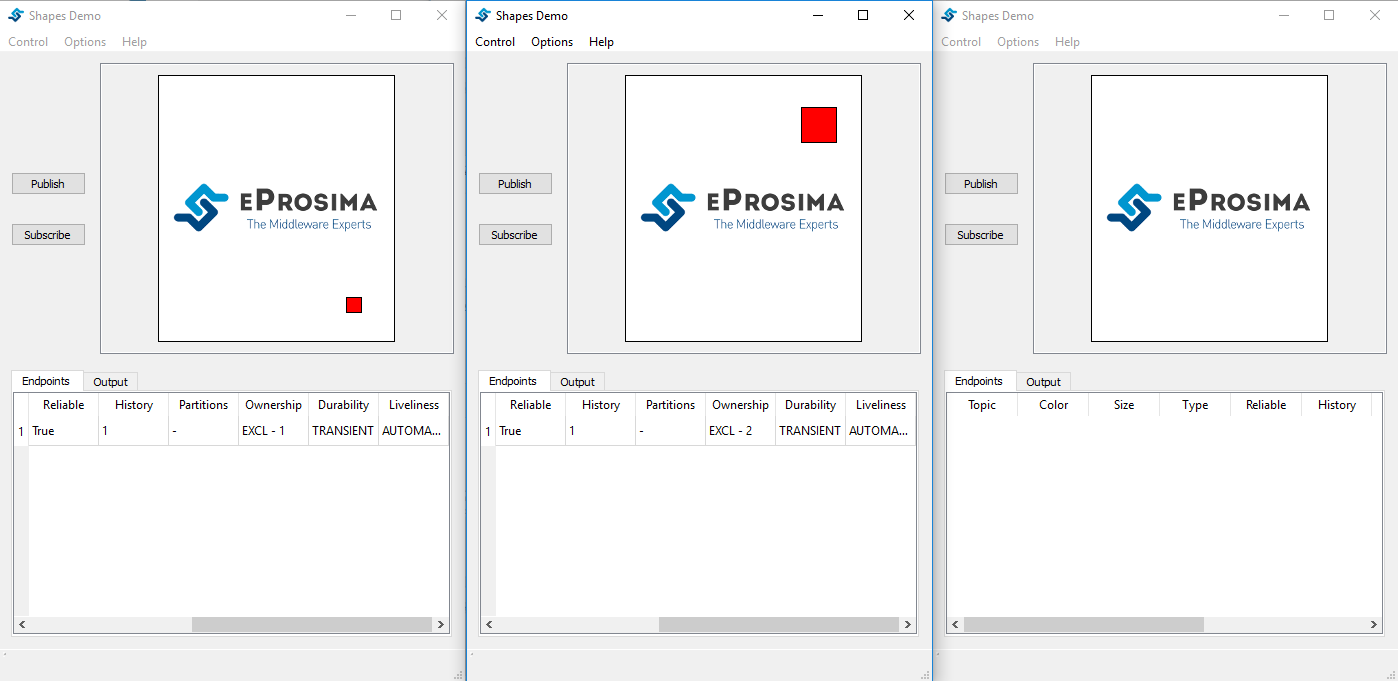 Shapes Demo
Control Options Help
Publish
Subscribe
EPROSIMA
The Middleware Experts
Endpoints Output
Reliable History Partitions Ownership Durability Liveliness
1 True 1 - EXCL - 1 TRANSIENT AUTOMA...
Shapes Demo
Control Options Help
Publish
Subscribe
EPROSIMA
The Middleware Experts
Endpoints Output
Reliable History Partitions Ownership Durability Liveliness
1 True 1 - EXCL - 2 TRANSIENT AUTOMA...
Shapes Demo
Control Options Help
Publish
Subscribe
EPROSIMA
The Middleware Experts
Endpoints Output
Topic Color Size Type Reliable History